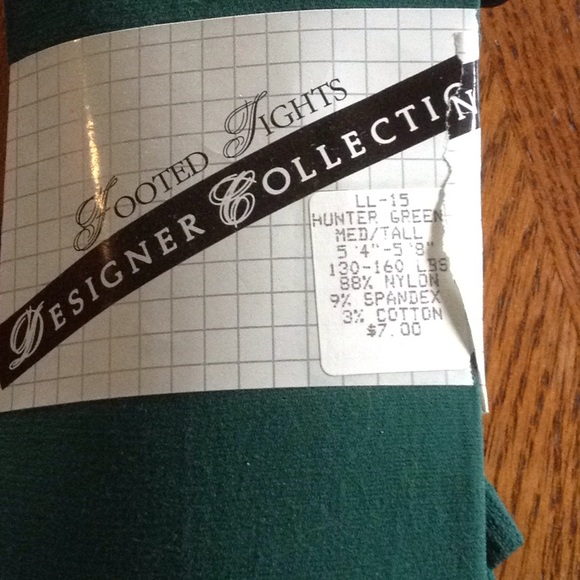 FOOTED TIGHTS
DESIGNER COLLECTION
LL-15
HUNTER GREEN
MED/TALL
5'4"-5'8"
130-160 LBS
88% NYLON
9% SPANDEX
3% COTTON
$7.00